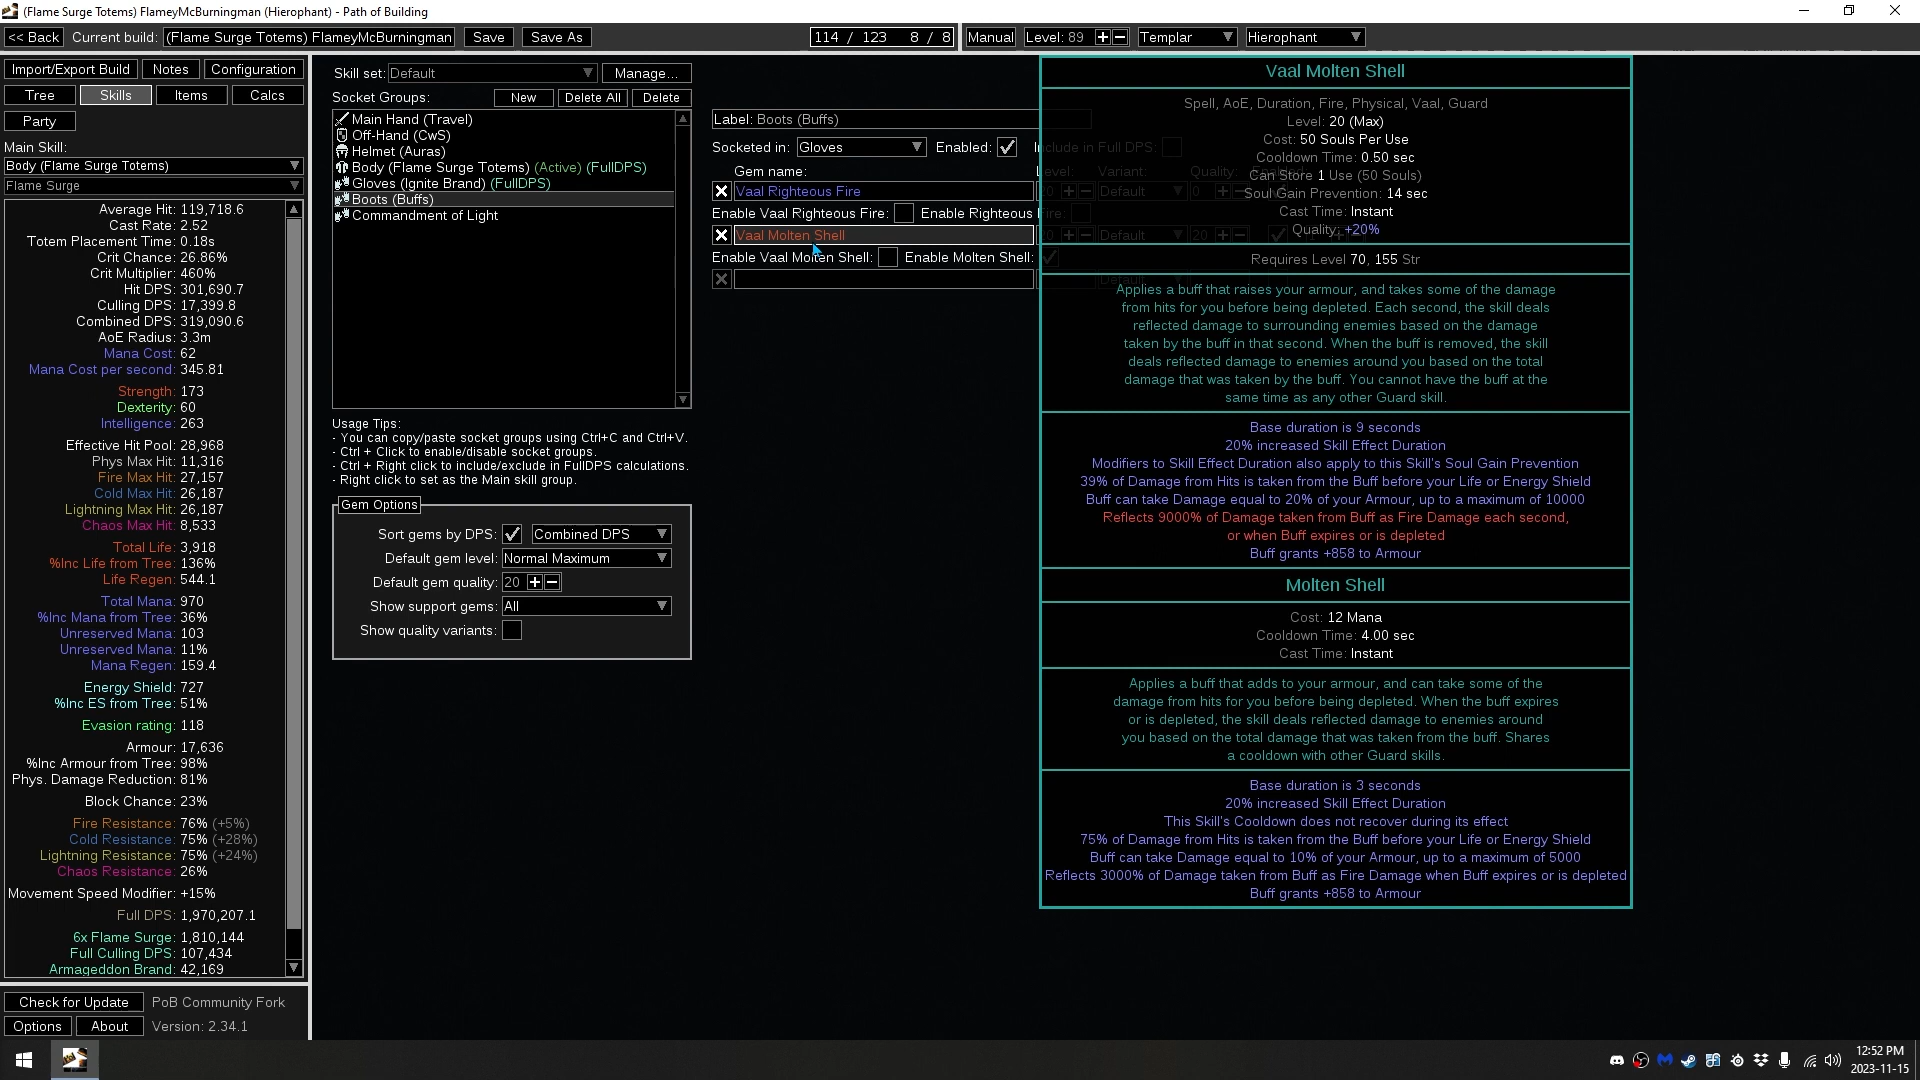 (Flame Surge Totems) FlameyMcBurningman (Hierophant) - Path of Building
<< Back
Current build: (Flame Surge Totems) FlameyMcBurningman
Save
Save As
114 / 123 8 / 8
Manual
Level: 89
Templar
Hierophant
Import/Export Build
Notes
Configuration
Tree
Skills
Items
Calcs
Party
Main Skill:
Body (Flame Surge Totems)
Flame Surge
Average Hit: 119,718.6
Cast Rate: 2.52
Totem Placement Time: 0.18s
Crit Chance: 26.86%
Crit Multiplier: 460%
Hit DPS: 301,690.7
Culling DPS: 17,399.8
Combined DPS: 319,090.6
AoE Radius: 3.3m
Mana Cost: 62
Mana Cost per second: 345.81
Strength: 173
Dexterity: 60
Intelligence: 263
Effective Hit Pool: 28,968
Phys Max Hit: 11,316
Fire Max Hit: 27,157
Cold Max Hit: 26,187
Lightning Max Hit: 26,187
Chaos Max Hit: 8,533
Total Life: 3,918
%Inc Life from Tree: 136%
Life Regen: 544.1
Total Mana: 970
%Inc Mana from Tree: 36%
Unreserved Mana: 103
Unreserved Mana: 11%
Mana Regen: 159.4
Energy Shield: 727
%Inc ES from Tree: 51%
Evasion rating: 118
Armour: 17,636
%Inc Armour from Tree: 98%
Phys. Damage Reduction: 81%
Block Chance: 23%
Fire Resistance: 76% (+5%)
Cold Resistance: 75% (+28%)
Lightning Resistance: 75% (+24%)
Chaos Resistance: 26%
Movement Speed Modifier: +15%
Full DPS: 1,970,207.1
6x Flame Surge: 1,810,144
Full Culling DPS: 107,434
Armageddon Brand: 42,169
Check for Update
PoB Community Fork
Options
About
Version: 2.34.1
Skill set: Default
Manage...
Socket Groups:
New
Delete All
Delete
Main Hand (Travel)
Off-Hand (CwS)
Helmet (Auras)
Body (Flame Surge Totems) (Active) (FullDPS)
Gloves (Ignite Brand) (FullDPS)
Boots (Buffs)
Commandment of Light
Usage Tips:
- You can copy/paste socket groups using Ctrl+C and Ctrl+V.
- Ctrl + Click to enable/disable socket groups.
- Ctrl + Right click to include/exclude in FullDPS calculations.
- Right click to set as the Main skill group.
Gem Options
Sort gems by DPS:
Combined DPS
Default gem level: Normal Maximum
Default gem quality: 20
Show support gems: All
Show quality variants:
Label: Boots (Buffs)
Socketed in: Gloves
Enabled:
Include in Full DPS:
Gem name:
Level:
Variant:
Quality:
Vaal Righteous Fire
Default
0
Enable Vaal Righteous Fire:
Enable Righteous
Vaal Molten Shell
Default
20
Enable Vaal Molten Shell:
Enable Molten Shell:
Default
Vaal Molten Shell
Spell, AoE, Duration, Fire, Physical, Vaal, Guard
Level: 20 (Max)
Cost: 50 Souls Per Use
Cooldown Time: 0.50 sec
Can Store 1 Use (50 Souls)
Soul Gain Prevention: 14 sec
Cast Time: Instant
Quality: +20%
Requires Level 70, 155 Str
Applies a buff that raises your armour, and takes some of the damage
from hits for you before being depleted. Each second, the skill deals
reflected damage to surrounding enemies based on the damage
taken by the buff in that second. When the buff is removed, the skill
deals reflected damage to enemies around you based on the total
damage that was taken by the buff. You cannot have the buff at the
same time as any other Guard skill.
Base duration is 9 seconds
20% increased Skill Effect Duration
Modifiers to Skill Effect Duration also apply to this Skill's Soul Gain Prevention
39% of Damage from Hits is taken from the Buff before your Life or Energy Shield
Buff can take Damage equal to 20% of your Armour, up to a maximum of 10000
Reflects 9000% of Damage taken from Buff as Fire Damage each second,
or when Buff expires or is depleted
Buff grants +858 to Armour
Molten Shell
Cost: 12 Mana
Cooldown Time: 4.00 sec
Cast Time: Instant
Applies a buff that adds to your armour, and can take some of the
damage from hits for you before being depleted. When the buff expires
or is depleted, the skill deals reflected damage to enemies around
you based on the total damage that was taken from the buff. Shares
a cooldown with other Guard skills.
Base duration is 3 seconds
20% increased Skill Effect Duration
This Skill's Cooldown does not recover during its effect
75% of Damage from Hits is taken from the Buff before your Life or Energy Shield
Buff can take Damage equal to 10% of your Armour, up to a maximum of 5000
Reflects 3000% of Damage taken from Buff as Fire Damage when Buff expires or is depleted
Buff grants +858 to Armour
12:52 PM
2023-11-15